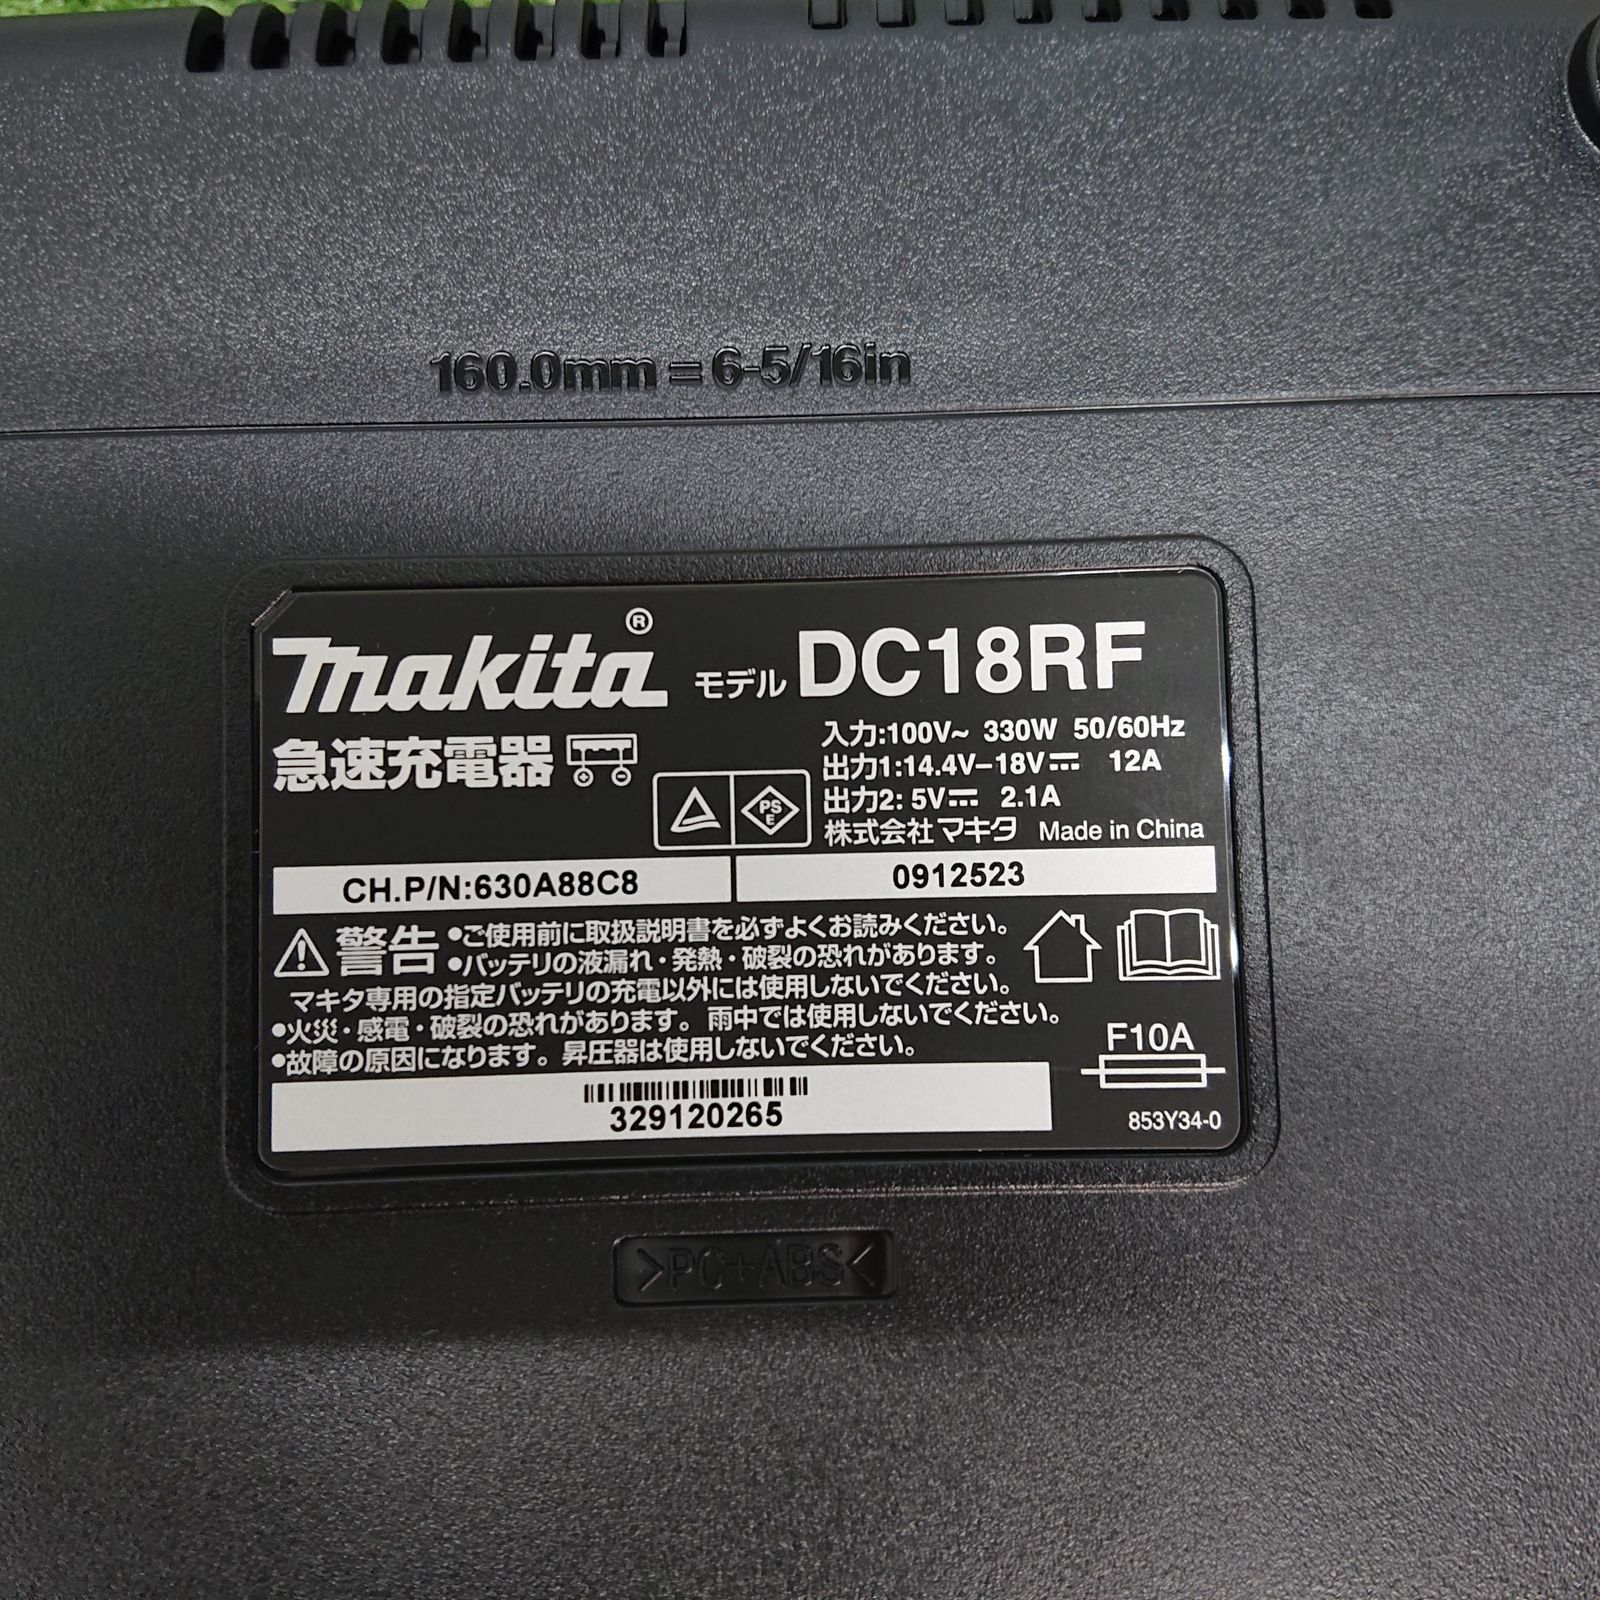 160.0mm = 6-5/16in
makita® モデル DC18RF
急速充電器
入力:100V~ 330W 50/60Hz
出力1:14.4V–18V⎓ 12A
出力2: 5V⎓ 2.1A
PS
E
株式会社 マキタ Made in China
CH.P/N:630A88C8
0912523
警告 •ご使用前に取扱説明書を必ずよくお読みください。
•バッテリの液漏れ・発熱・破裂の恐れがあります。
マキタ専用の指定バッテリの充電以外には使用しないでください。
•火災・感電・破裂の恐れがあります。雨中では使用しないでください。
•故障の原因になります。昇圧器は使用しないでください。
F10A
329120265
853Y34-0
>PC+ABS<